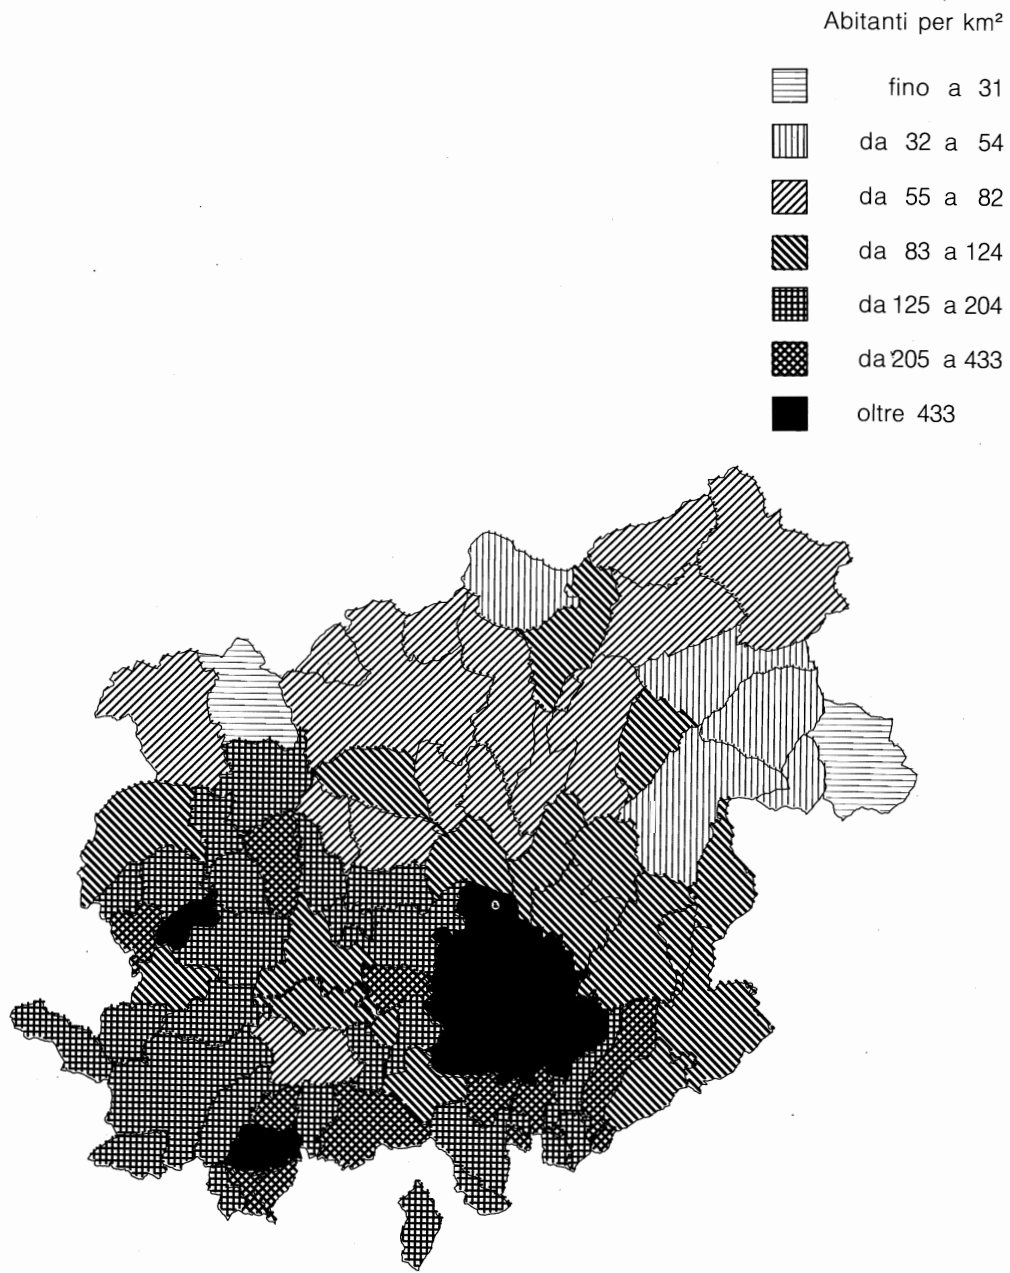 Abitanti per km²
fino a 31
da 32 a 54
da 55 a 82
da 83 a 124
da 125 a 204
da 205 a 433
oltre 433